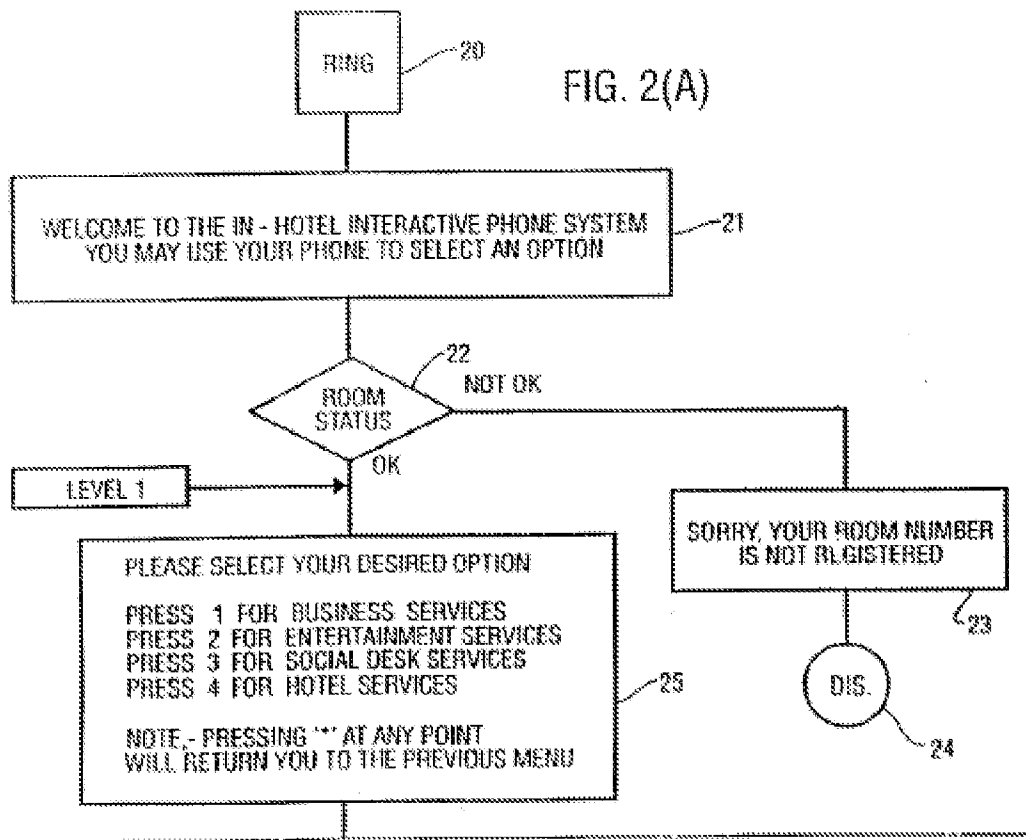 RING
20
FIG. 2(A)
WELCOME TO THE IN - HOTEL INTERACTIVE PHONE SYSTEM
YOU MAY USE YOUR PHONE TO SELECT AN OPTION
21
22
ROOM
STATUS
NOT OK
OK
LEVEL 1
SORRY, YOUR ROOM NUMBER
IS NOT RLGISTERED
23
DIS.
24
PLEASE SELECT YOUR DESIRED OPTION
PRESS 1 FOR BUSINESS SERVICES
PRESS 2 FOR ENTERTAINMENT SERVICES
PRESS 3 FOR SOCIAL DESK SERVICES
PRESS 4 FOR HOTEL SERVICES
NOTE,- PRESSING "*" AT ANY POINT
WILL RETURN YOU TO THE PREVIOUS MENU
25